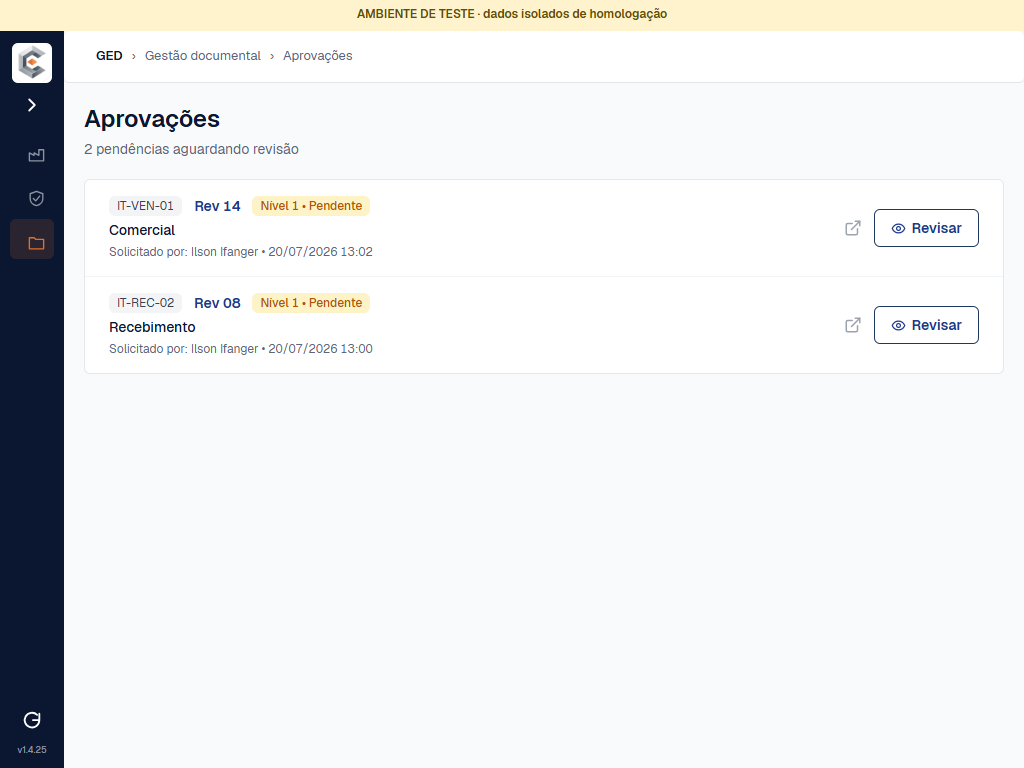 AMBIENTE DE TESTE · dados isolados de homologação
GED › Gestão documental › Aprovações
Aprovações
2 pendências aguardando revisão
IT-VEN-01 Rev 14 Nível 1 • Pendente
Comercial
Solicitado por: Ilson Ifanger • 20/07/2026 13:02
Revisar
IT-REC-02 Rev 08 Nível 1 • Pendente
Recebimento
Solicitado por: Ilson Ifanger • 20/07/2026 13:00
Revisar
v1.4.25